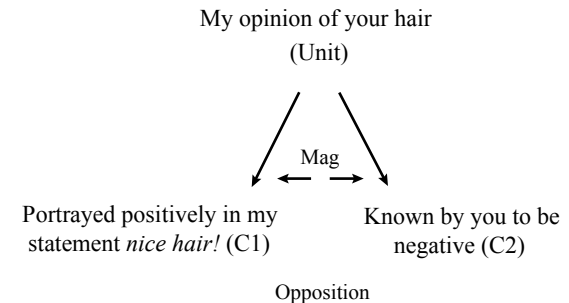 My opinion of your hair
(Unit)
Mag
Portrayed positively in my
statement nice hair! (C1)
Known by you to be
negative (C2)
Opposition